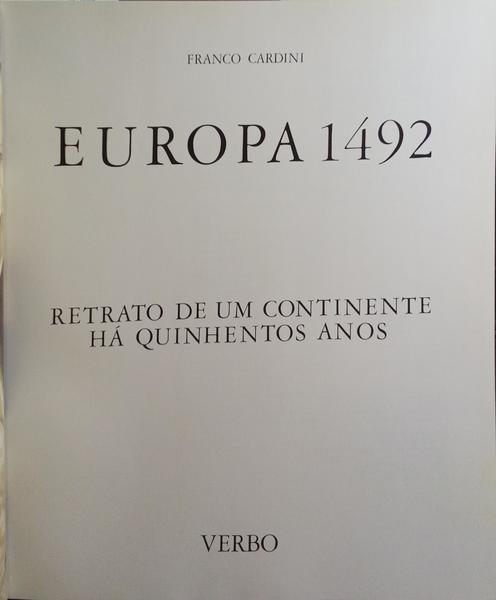 FRANCO CARDINI
EUROPA 1492
RETRATO DE UM CONTINENTE
HÁ QUINHENTOS ANOS
VERBO